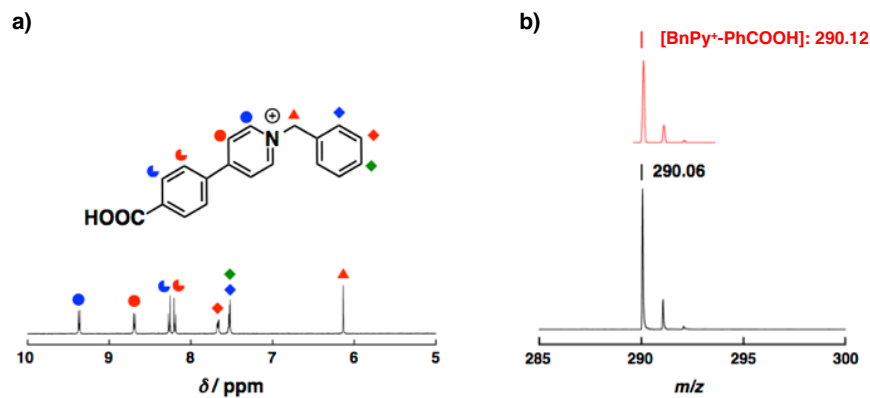 a)
b)
[BnPy⁺-PhCOOH]: 290.12
290.06
⊕
N
HOOC
10 9 8 7 6 5
δ / ppm
285 290 295 300
m/z